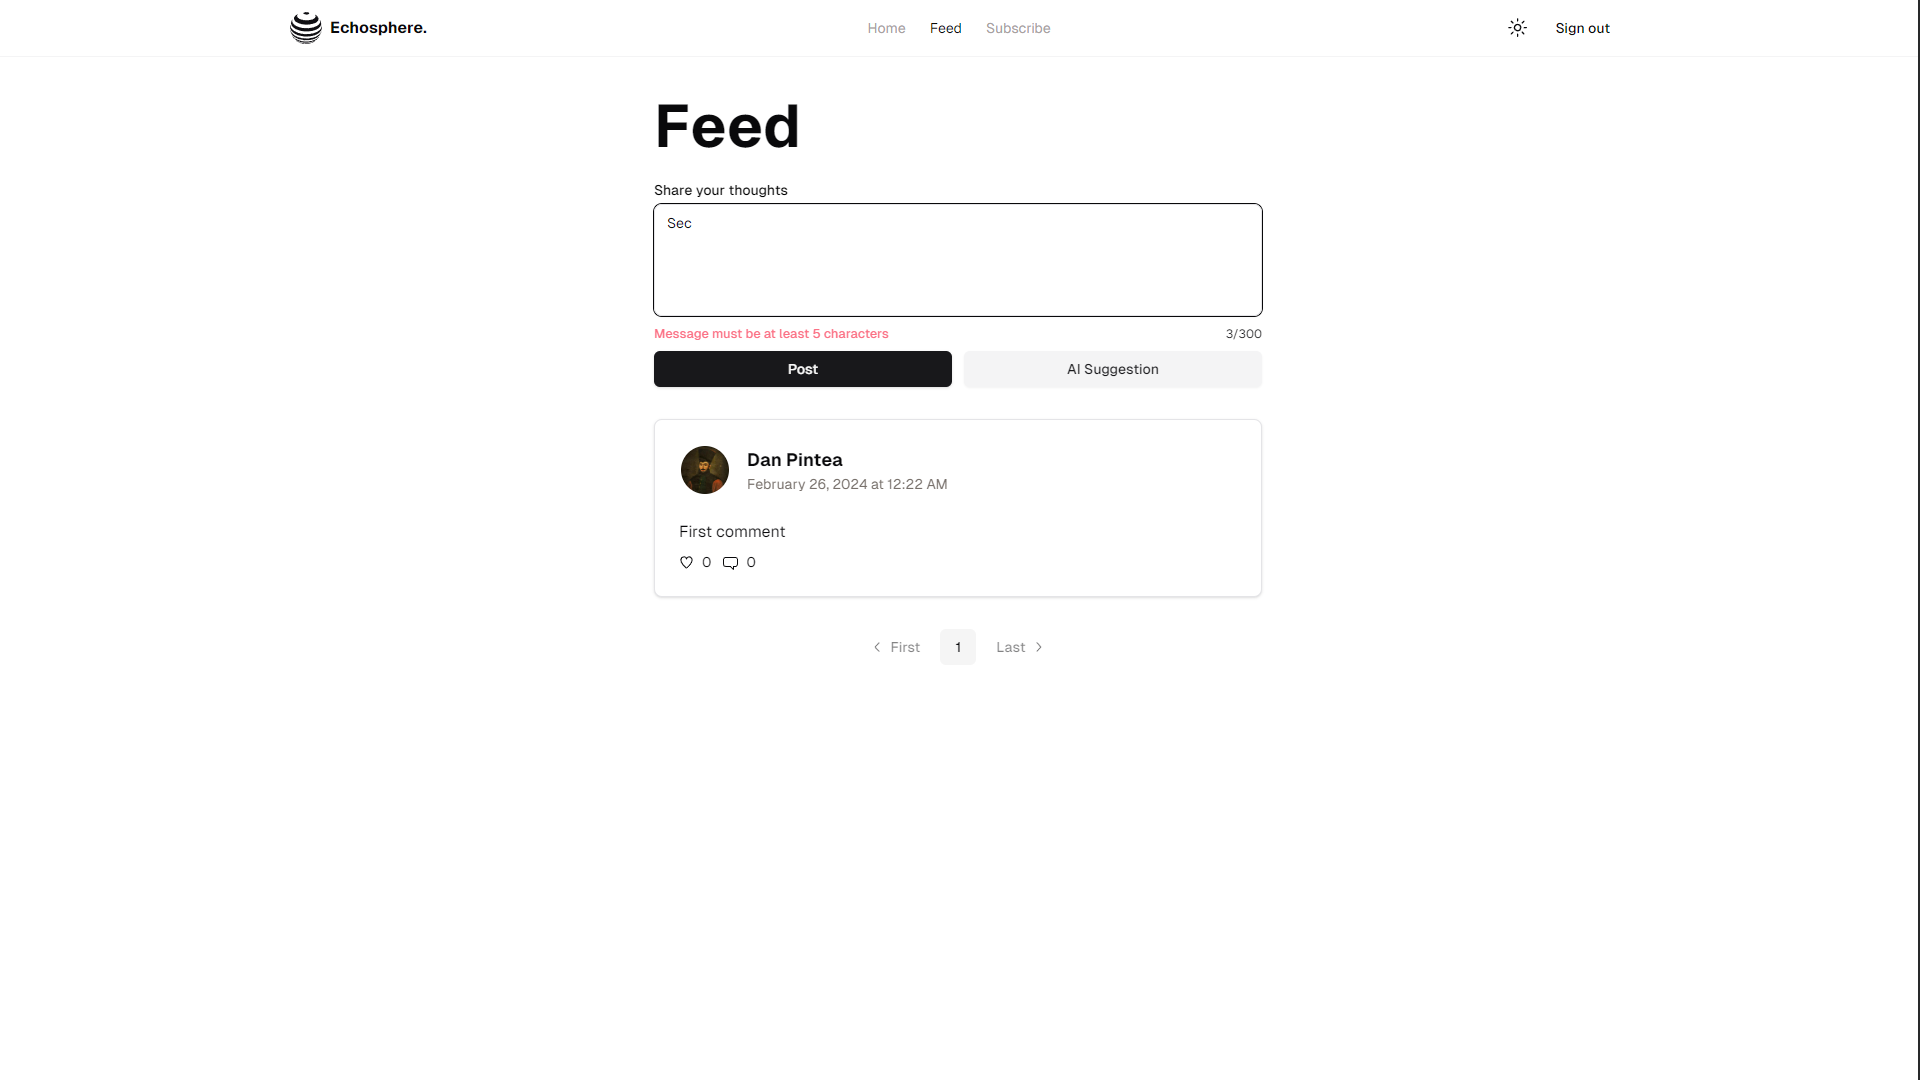 Echosphere.
Home Feed Subscribe
Sign out
Feed
Share your thoughts
Sec
Message must be at least 5 characters
3/300
Post
AI Suggestion
Dan Pintea
February 26, 2024 at 12:22 AM
First comment
0 0
First 1 Last